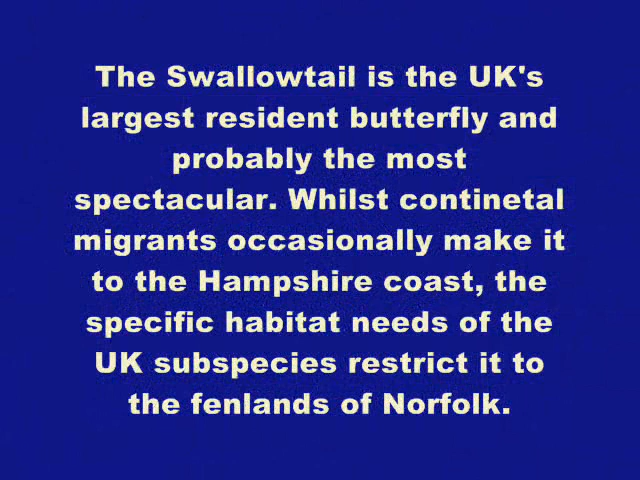 The Swallowtail is the UK's
largest resident butterfly and
probably the most
spectacular. Whilst continetal
migrants occasionally make it
to the Hampshire coast, the
specific habitat needs of the
UK subspecies restrict it to
the fenlands of Norfolk.